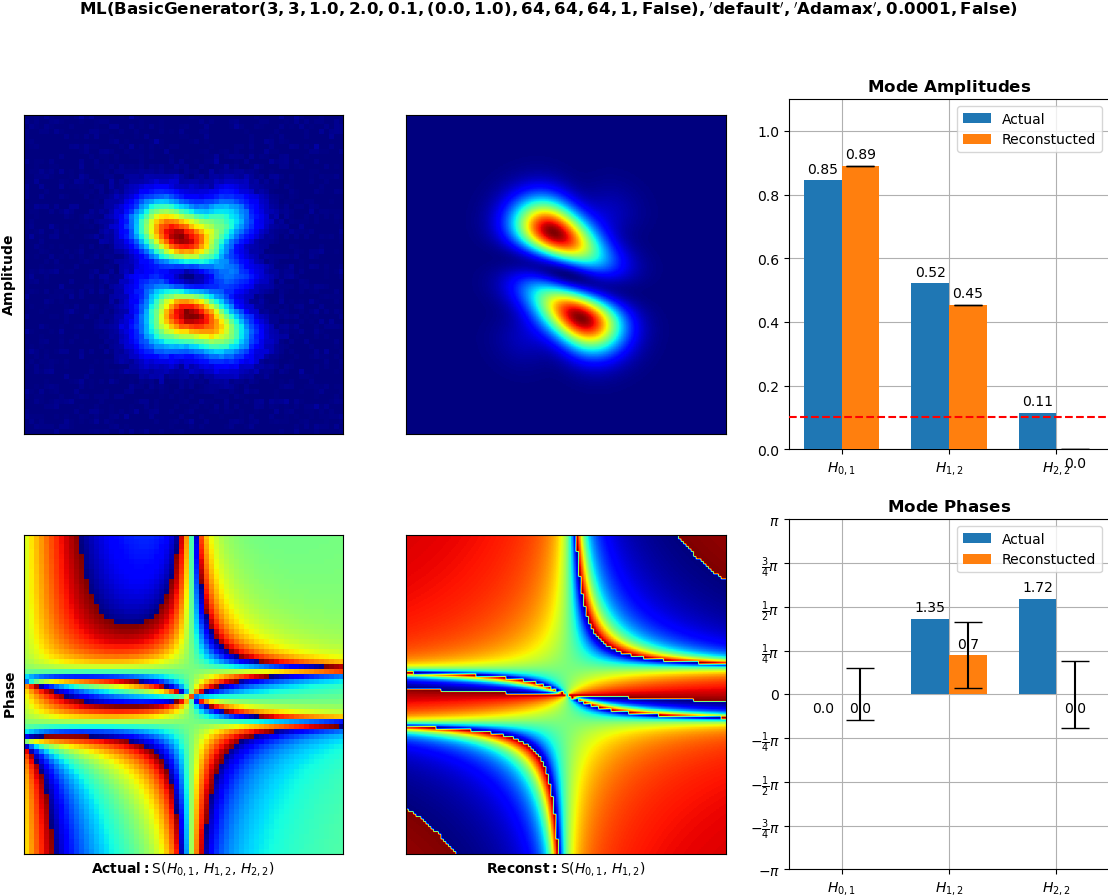 ML(BasicGenerator(3, 3, 1.0, 2.0, 0.1, (0.0, 1.0), 64, 64, 64, 1, False), ′default′, ′Adamax′, 0.0001, False)
Amplitude
Mode Amplitudes
Actual
Reconstucted
1.0
0.8
0.6
0.4
0.2
0.0
0.85
0.89
0.52
0.45
0.11
0.0
H0, 1
H1, 2
H2, 2
Phase
Actual: S(H0, 1, H1, 2, H2, 2)
Reconst: S(H0, 1, H1, 2)
Mode Phases
Actual
Reconstucted
π
3/4π
1/2π
1/4π
0
−1/4π
−1/2π
−3/4π
−π
0.0
0.0
1.35
0.7
1.72
0.0
H0, 1
H1, 2
H2, 2